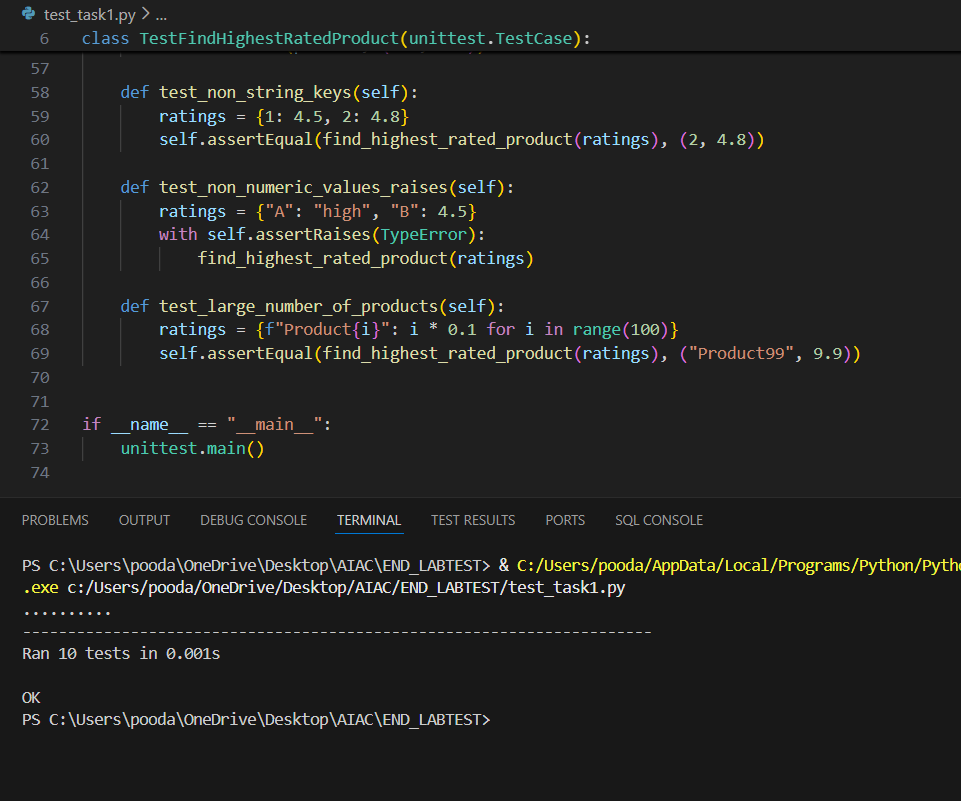 test_task1.py > ...
6 class TestFindHighestRatedProduct(unittest.TestCase):
57
58 def test_non_string_keys(self):
59 ratings = {1: 4.5, 2: 4.8}
60 self.assertEqual(find_highest_rated_product(ratings), (2, 4.8))
61
62 def test_non_numeric_values_raises(self):
63 ratings = {"A": "high", "B": 4.5}
64 with self.assertRaises(TypeError):
65 find_highest_rated_product(ratings)
66
67 def test_large_number_of_products(self):
68 ratings = {f"Product{i}": i * 0.1 for i in range(100)}
69 self.assertEqual(find_highest_rated_product(ratings), ("Product99", 9.9))
70
71
72 if __name__ == "__main__":
73 unittest.main()
74
PROBLEMS OUTPUT DEBUG CONSOLE TERMINAL TEST RESULTS PORTS SQL CONSOLE
PS C:\Users\pooda\OneDrive\Desktop\AIAC\END_LABTEST> & C:/Users/pooda/AppData/Local/Programs/Python/Pyth
.exe c:/Users/pooda/OneDrive/Desktop/AIAC/END_LABTEST/test_task1.py
..........
----------------------------------------------------------------------
Ran 10 tests in 0.001s
OK
PS C:\Users\pooda\OneDrive\Desktop\AIAC\END_LABTEST>